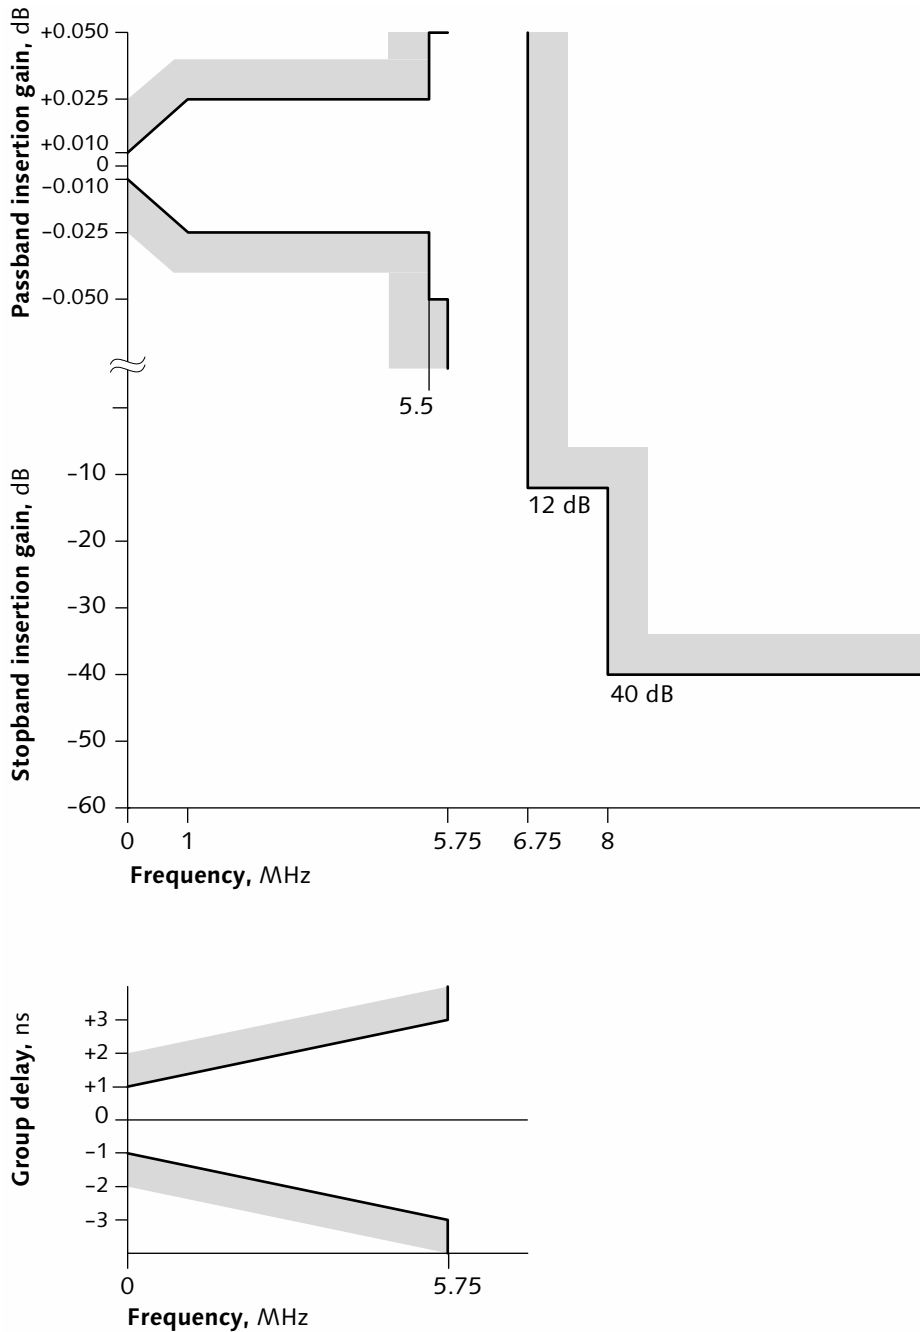 Passband insertion gain, dB
+0.050
+0.025
+0.010
0
−0.010
−0.025
−0.050
5.5
Stopband insertion gain, dB
−10
−20
−30
−40
−50
−60
12 dB
40 dB
0 1 5.75 6.75 8
Frequency, MHz
Group delay, ns
+3
+2
+1
0
−1
−2
−3
0 5.75
Frequency, MHz